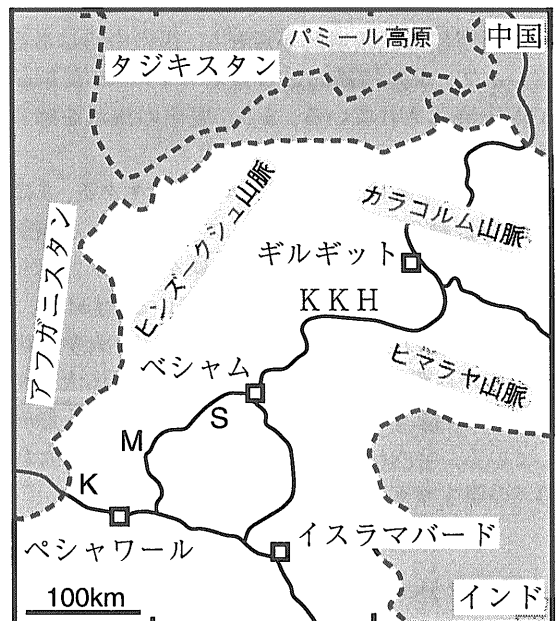 パミール高原
中国
タジキスタン
カラコルム山脈
ヒンズークシュ山脈
アフガニスタン
ギルギット
KKH
ベシャム
ヒマラヤ山脈
S
M
K
ペシャワール
イスラマバード
100km
インド